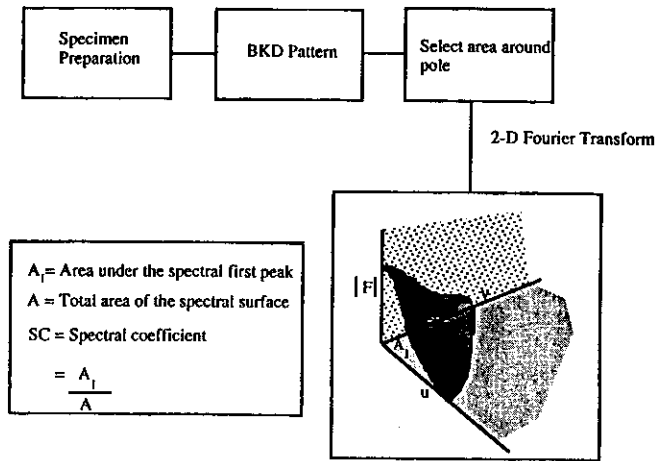 Specimen
Preparation
BKD Pattern
Select area around
pole
2-D Fourier Transform
A₁= Area under the spectral first peak
A = Total area of the spectral surface
SC = Spectral coefficient
= A₁
A
|F|
v
A₁
u